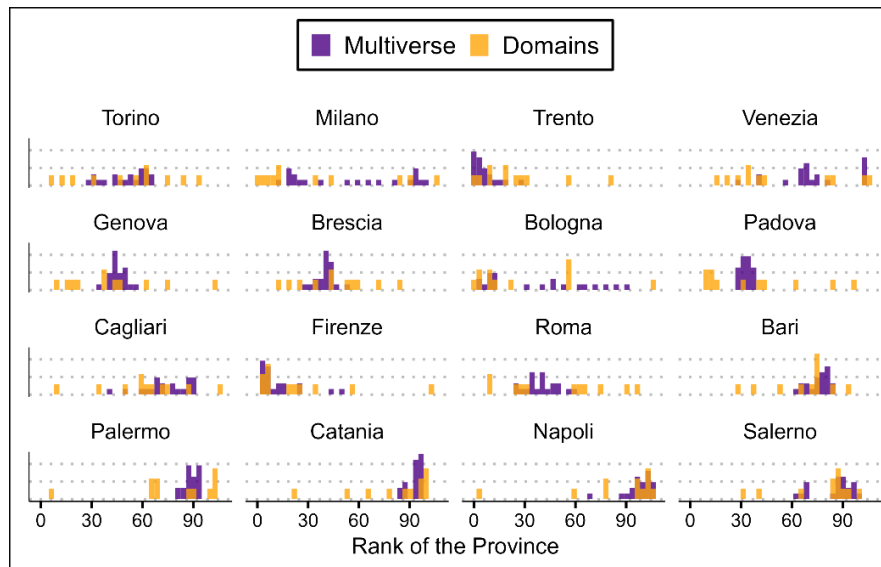 Multiverse Domains
Torino Milano Trento Venezia
Genova Brescia Bologna Padova
Cagliari Firenze Roma Bari
Palermo Catania Napoli Salerno
0 30 60 90 0 30 60 90 0 30 60 90 0 30 60 90
Rank of the Province